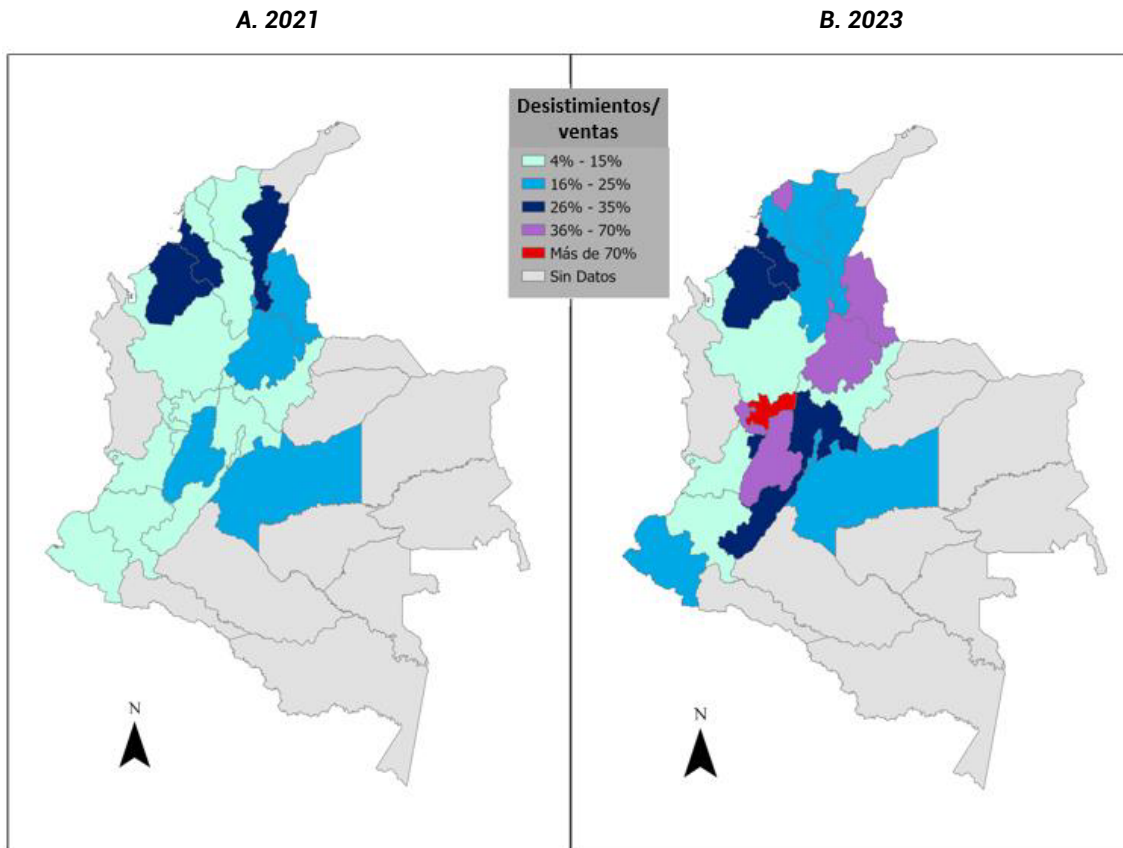 A. 2021
B. 2023
Desistimientos/
ventas
4% - 15%
16% - 25%
26% - 35%
36% - 70%
Más de 70%
Sin Datos
N
N